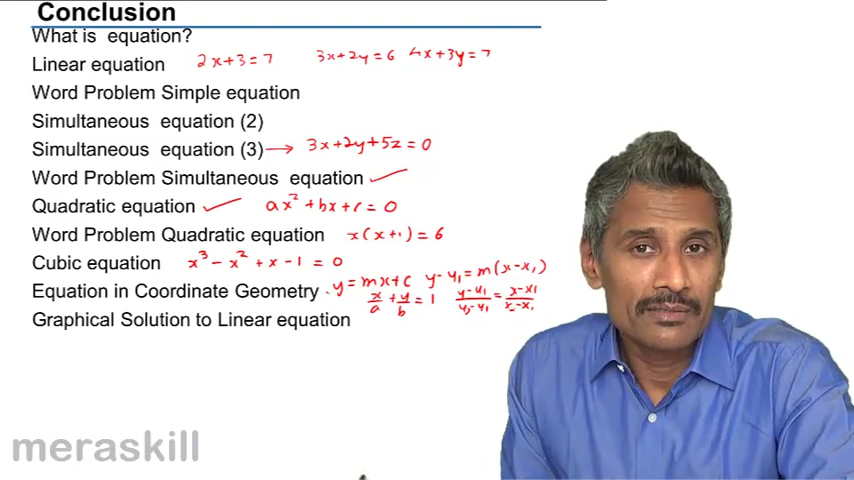 Conclusion
What is equation?
Linear equation 2x+3=7 3x+2y=6 4x+3y=7
Word Problem Simple equation
Simultaneous equation (2)
Simultaneous equation (3) → 3x+2y+5z=0
Word Problem Simultaneous equation ✓
Quadratic equation ✓ ax²+bx+c=0
Word Problem Quadratic equation x(x+1)=6
Cubic equation x³-x²+x-1=0
Equation in Coordinate Geometry y=mx+c y-y₁=m(x-x₁)
x/a+y/b=1 y-y₁/y₂-y₁=x-x₁/x₂-x₁
Graphical Solution to Linear equation
meraskill